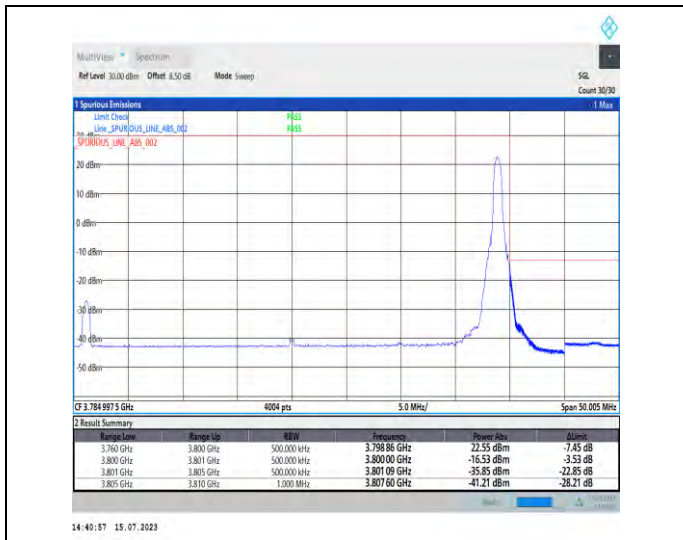 MultiView Spectrum
Ref Level 30.00 dBm Offset 8.50 dB Mode Sweep SGL
Count 30/30
1 Spurious Emissions 1 Max
Limit Check PASS
Line _SPURIOUS_LINE_ABS_002 PASS
_SPURIOUS_LINE_ABS_002
20 dBm
10 dBm
0 dBm
-10 dBm
-20 dBm
-30 dBm
-40 dBm
-50 dBm
CF 3.784 997 5 GHz 4004 pts 5.0 MHz/ Span 50.005 MHz
2 Result Summary
Range Low Range Up RBW Frequency Power Abs ΔLimit
3.760 GHz 3.800 GHz 500.000 kHz 3.798 86 GHz 22.55 dBm -7.45 dB
3.800 GHz 3.801 GHz 500.000 kHz 3.800 00 GHz -16.53 dBm -3.53 dB
3.801 GHz 3.805 GHz 500.000 kHz 3.801 09 GHz -35.85 dBm -22.85 dB
3.805 GHz 3.810 GHz 1.000 MHz 3.807 60 GHz -41.21 dBm -28.21 dB
14:40:57 15.07.2023